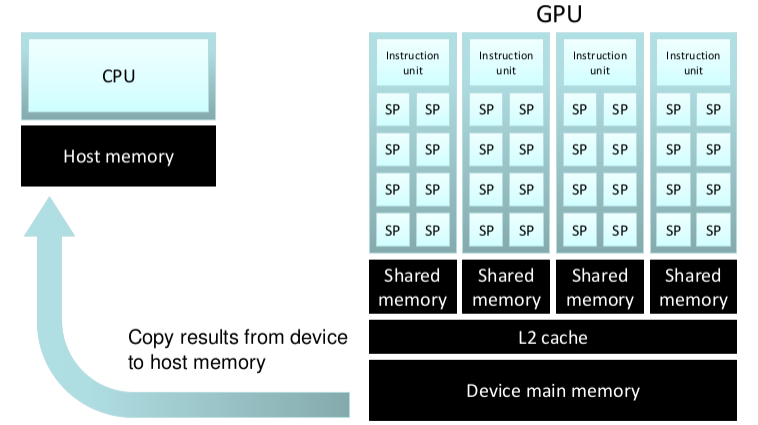 GPU
CPU
Host memory
Instruction
unit
Instruction
unit
Instruction
unit
Instruction
unit
SP SP SP SP SP SP SP SP
SP SP SP SP SP SP SP SP
SP SP SP SP SP SP SP SP
SP SP SP SP SP SP SP SP
Shared
memory
Shared
memory
Shared
memory
Shared
memory
L2 cache
Device main memory
Copy results from device
to host memory